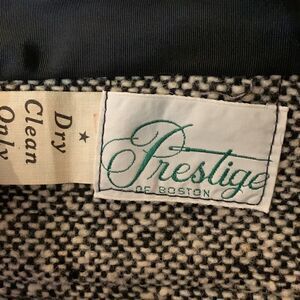 ★ Dry
Clean
Only
Prestige
OF BOSTON